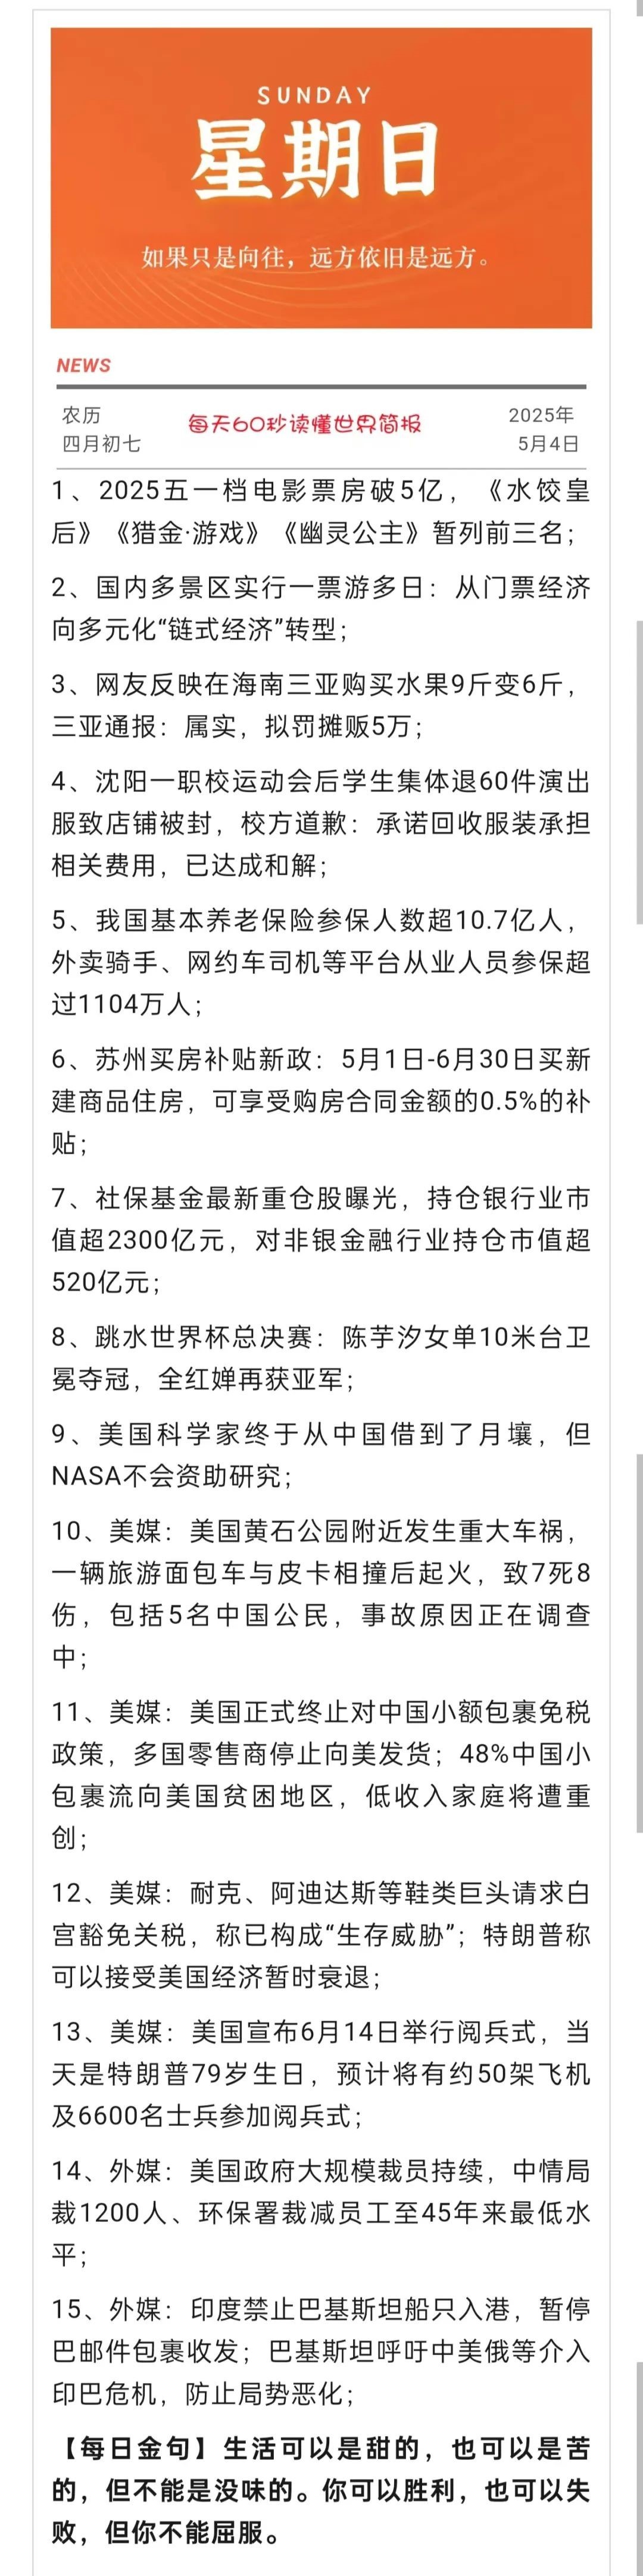 SUNDAY
星期日
如果只是向往，远方依旧是远方。
NEWS
农历
四月初七
每天60秒读懂世界简报
2025年
5月4日
1、2025五一档电影票房破5亿，《水饺皇
后》《猎金·游戏》《幽灵公主》暂列前三名；
2、国内多景区实行一票游多日：从门票经济
向多元化“链式经济”转型；
3、网友反映在海南三亚购买水果9斤变6斤，
三亚通报：属实，拟罚摊贩5万；
4、沈阳一职校运动会后学生集体退60件演出
服致店铺被封，校方道歉：承诺回收服装承担
相关费用，已达成和解；
5、我国基本养老保险参保人数超10.7亿人，
外卖骑手、网约车司机等平台从业人员参保超
过1104万人；
6、苏州买房补贴新政：5月1日-6月30日买新
建商品住房，可享受购房合同金额的0.5%的补
贴；
7、社保基金最新重仓股曝光，持仓银行业市
值超2300亿元，对非银金融行业持仓市值超
520亿元；
8、跳水世界杯总决赛：陈芋汐女单10米台卫
冕夺冠，全红婵再获亚军；
9、美国科学家终于从中国借到了月壤，但
NASA不会资助研究；
10、美媒：美国黄石公园附近发生重大车祸，
一辆旅游面包车与皮卡相撞后起火，致7死8
伤，包括5名中国公民，事故原因正在调查
中；
11、美媒：美国正式终止对中国小额包裹免税
政策，多国零售商停止向美发货；48%中国小
包裹流向美国贫困地区，低收入家庭将遭重
创；
12、美媒：耐克、阿迪达斯等鞋类巨头请求白
宫豁免关税，称已构成“生存威胁”；特朗普称
可以接受美国经济暂时衰退；
13、美媒：美国宣布6月14日举行阅兵式，当
天是特朗普79岁生日，预计将有约50架飞机
及6600名士兵参加阅兵式；
14、外媒：美国政府大规模裁员持续，中情局
裁1200人、环保署裁减员工至45年来最低水
平；
15、外媒：印度禁止巴基斯坦船只入港，暂停
巴邮件包裹收发；巴基斯坦呼吁中美俄等介入
印巴危机，防止局势恶化；
【每日金句】生活可以是甜的，也可以是苦
的，但不能是没味的。你可以胜利，也可以失
败，但你不能屈服。